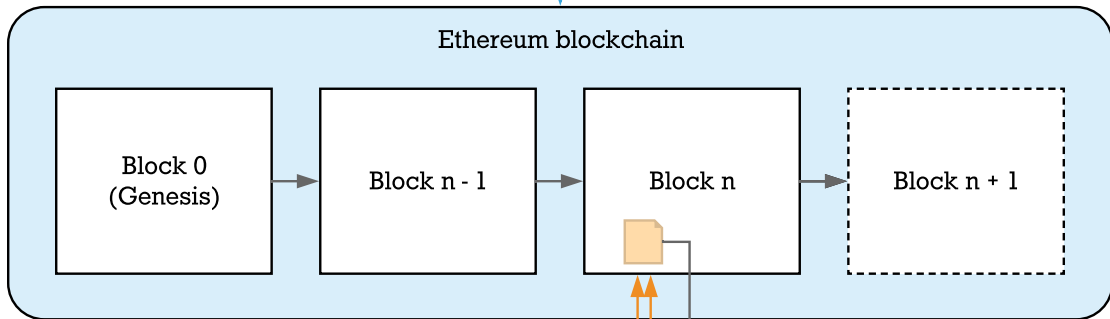 Ethereum blockchain
Block 0
(Genesis)
Block n - 1
Block n
Block n + 1